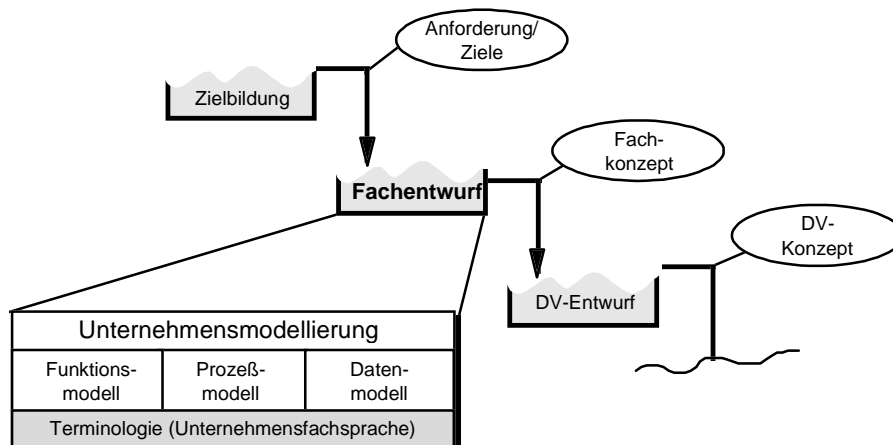 Anforderung/
Ziele
Zielbildung
Fach-
konzept
Fachentwurf
DV-
Konzept
DV-Entwurf
Unternehmensmodellierung
Funktions-
modell
Prozeß-
modell
Daten-
modell
Terminologie (Unternehmensfachsprache)